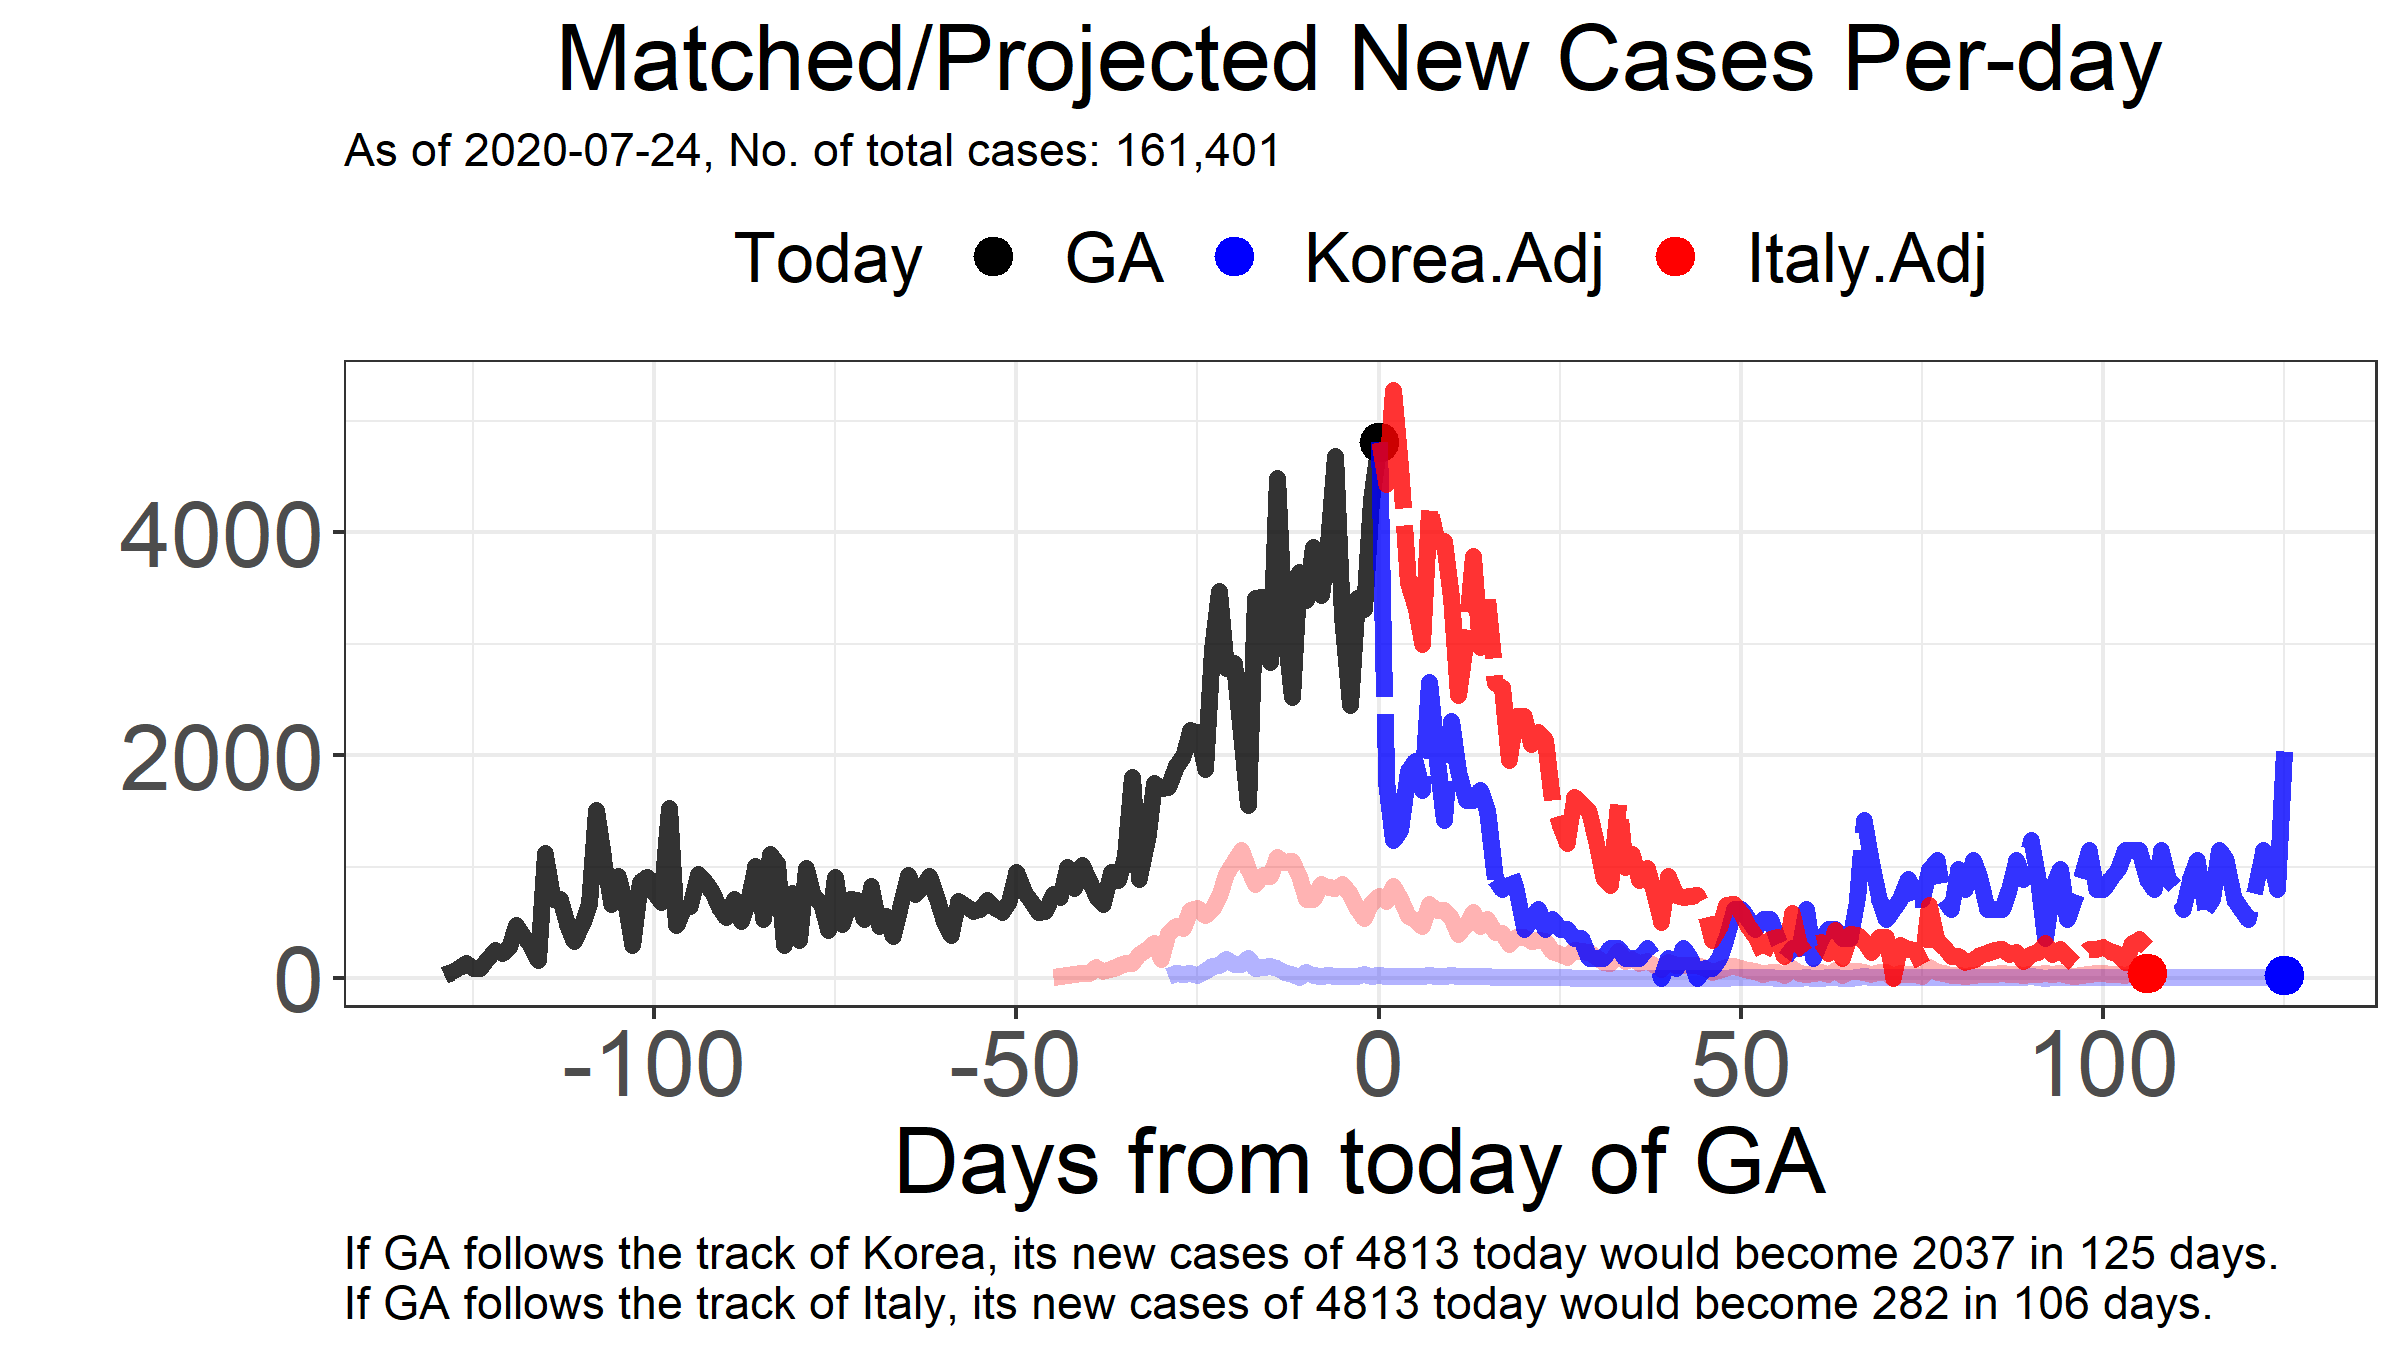 Matched/Projected New Cases Per-day
As of 2020-07-24, No. of total cases: 161,401
Today GA Korea.Adj Italy.Adj
4000
2000
0
-100 -50 0 50 100
Days from today of GA
If GA follows the track of Korea, its new cases of 4813 today would become 2037 in 125 days.
If GA follows the track of Italy, its new cases of 4813 today would become 282 in 106 days.